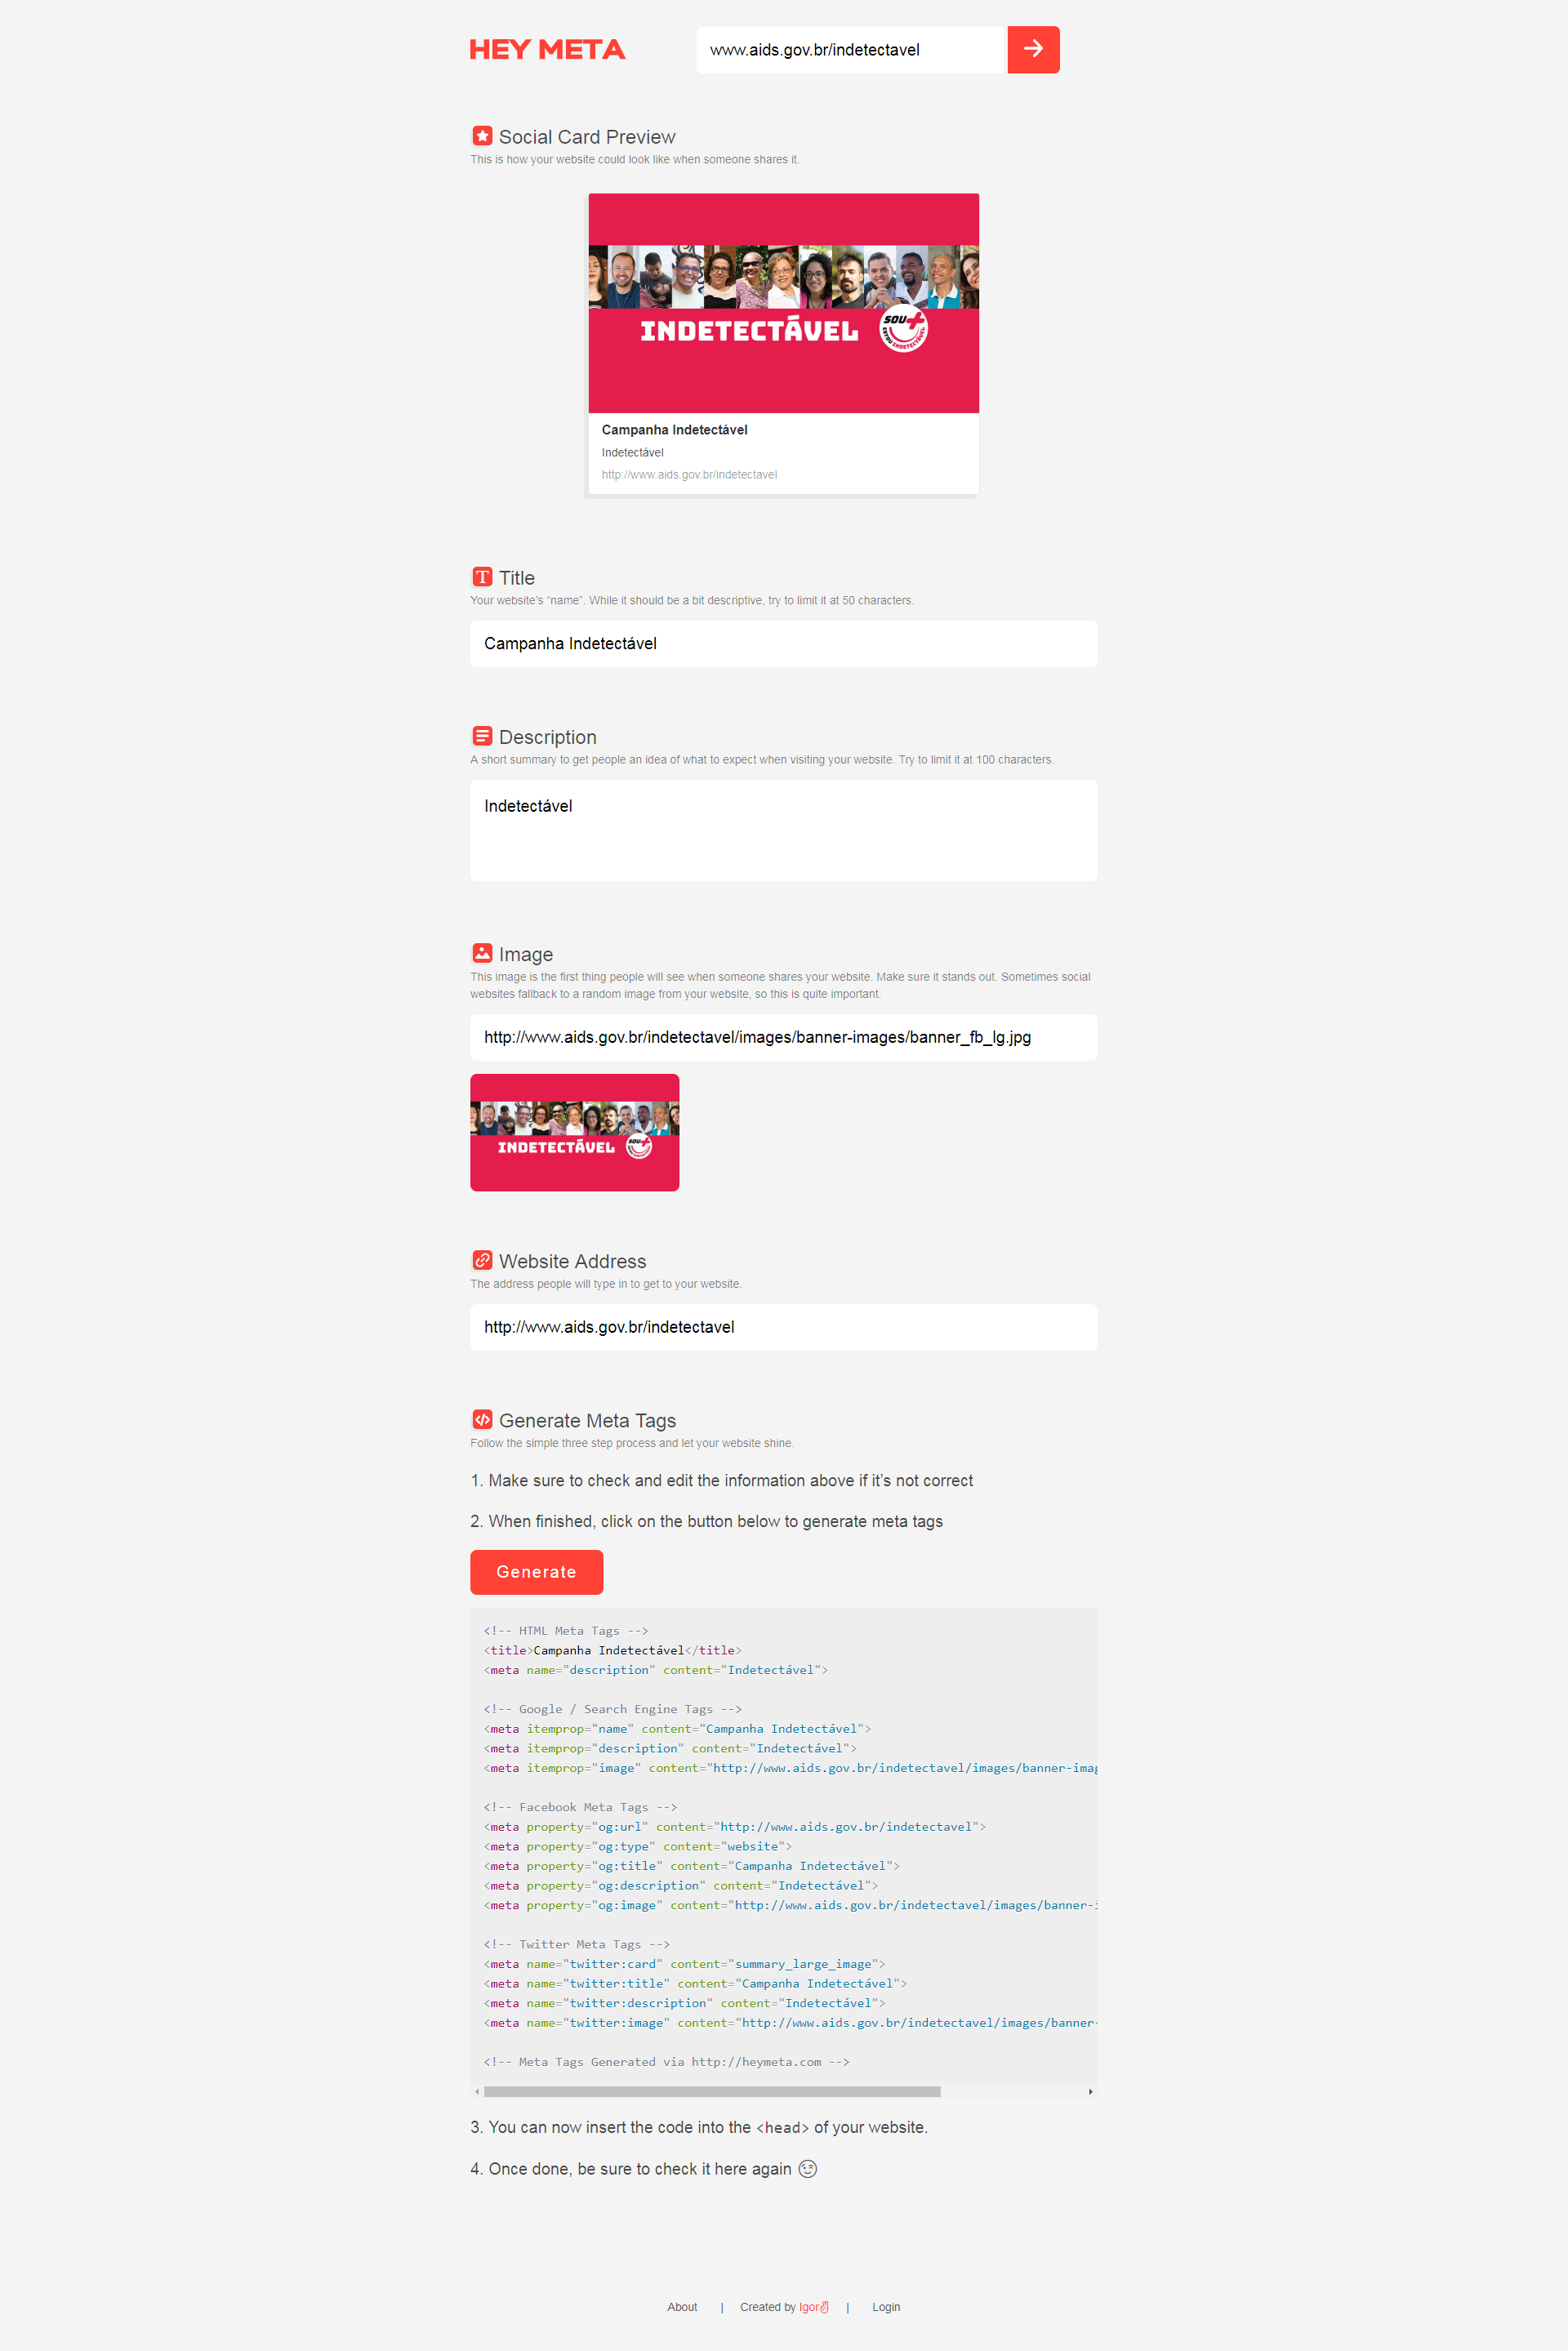 HEY META
www.aids.gov.br/indetectavel
Social Card Preview
This is how your website could look like when someone shares it.
INDETECTÁVEL
SOU+
ESTOU INDETECTÁVEL
Campanha Indetectável
Indetectável
http://www.aids.gov.br/indetectavel
T Title
Your website’s “name”. While it should be a bit descriptive, try to limit it at 50 characters.
Campanha Indetectável
Description
A short summary to get people an idea of what to expect when visiting your website. Try to limit it at 100 characters.
Indetectável
Image
This image is the first thing people will see when someone shares your website. Make sure it stands out. Sometimes social
websites fallback to a random image from your website, so this is quite important.
http://www.aids.gov.br/indetectavel/images/banner-images/banner_fb_lg.jpg
INDETECTÁVEL
SOU+
Website Address
The address people will type in to get to your website.
http://www.aids.gov.br/indetectavel
</> Generate Meta Tags
Follow the simple three step process and let your website shine.
1. Make sure to check and edit the information above if it’s not correct
2. When finished, click on the button below to generate meta tags
Generate
<!-- HTML Meta Tags -->
<title>Campanha Indetectável</title>
<meta name="description" content="Indetectável">
<!-- Google / Search Engine Tags -->
<meta itemprop="name" content="Campanha Indetectável">
<meta itemprop="description" content="Indetectável">
<meta itemprop="image" content="http://www.aids.gov.br/indetectavel/images/banner-imag
<!-- Facebook Meta Tags -->
<meta property="og:url" content="http://www.aids.gov.br/indetectavel">
<meta property="og:type" content="website">
<meta property="og:title" content="Campanha Indetectável">
<meta property="og:description" content="Indetectável">
<meta property="og:image" content="http://www.aids.gov.br/indetectavel/images/banner-i
<!-- Twitter Meta Tags -->
<meta name="twitter:card" content="summary_large_image">
<meta name="twitter:title" content="Campanha Indetectável">
<meta name="twitter:description" content="Indetectável">
<meta name="twitter:image" content="http://www.aids.gov.br/indetectavel/images/banner-
<!-- Meta Tags Generated via http://heymeta.com -->
3. You can now insert the code into the <head> of your website.
4. Once done, be sure to check it here again 😉
About | Created by Igor✌ | Login